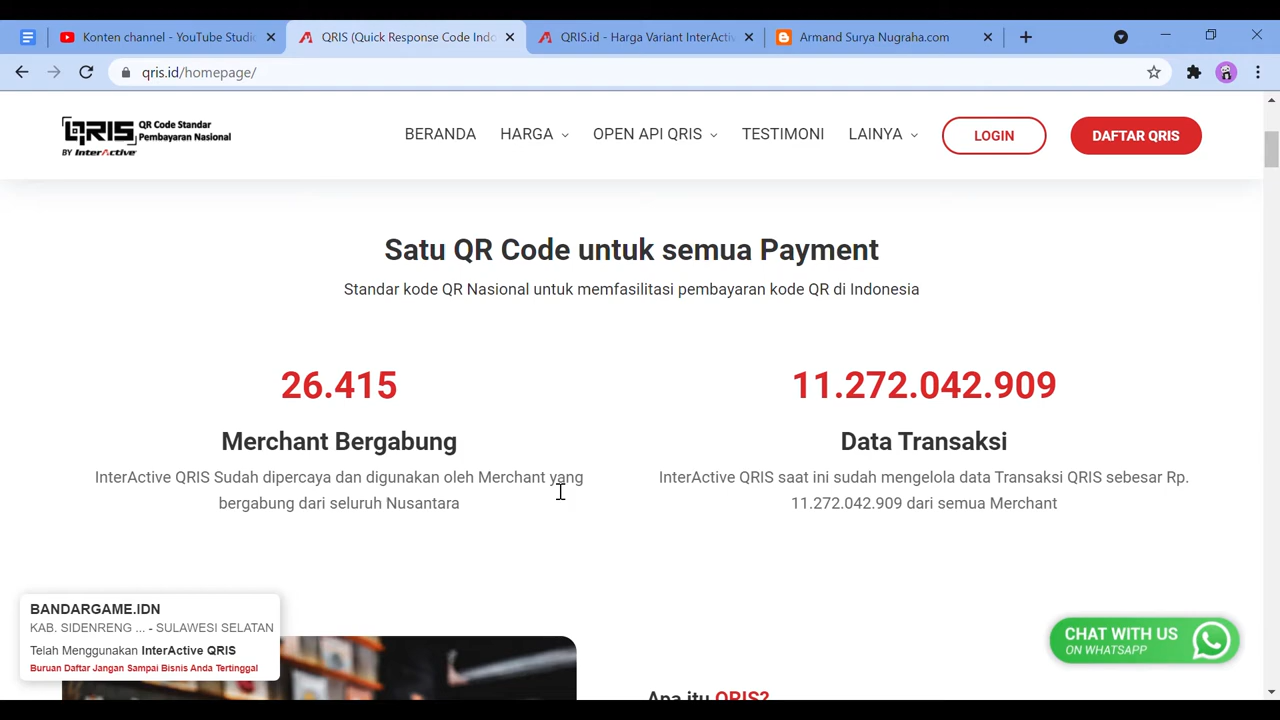 Konten channel - YouTube Studio
QRIS (Quick Response Code Indo
QRIS.id - Harga Variant InterActiv
Armand Surya Nugraha.com
qris.id/homepage/
QRIS
QR Code Standar
Pembayaran Nasional
BY InterActive
BERANDA
HARGA
OPEN API QRIS
TESTIMONI
LAINYA
LOGIN
DAFTAR QRIS
Satu QR Code untuk semua Payment
Standar kode QR Nasional untuk memfasilitasi pembayaran kode QR di Indonesia
26.415
Merchant Bergabung
InterActive QRIS Sudah dipercaya dan digunakan oleh Merchant yang
bergabung dari seluruh Nusantara
11.272.042.909
Data Transaksi
InterActive QRIS saat ini sudah mengelola data Transaksi QRIS sebesar Rp.
11.272.042.909 dari semua Merchant
BANDARGAME.IDN
KAB. SIDENRENG ... - SULAWESI SELATAN
Telah Menggunakan InterActive QRIS
Buruan Daftar Jangan Sampai Bisnis Anda Tertinggal
CHAT WITH US
ON WHATSAPP
Apa itu QRIS?